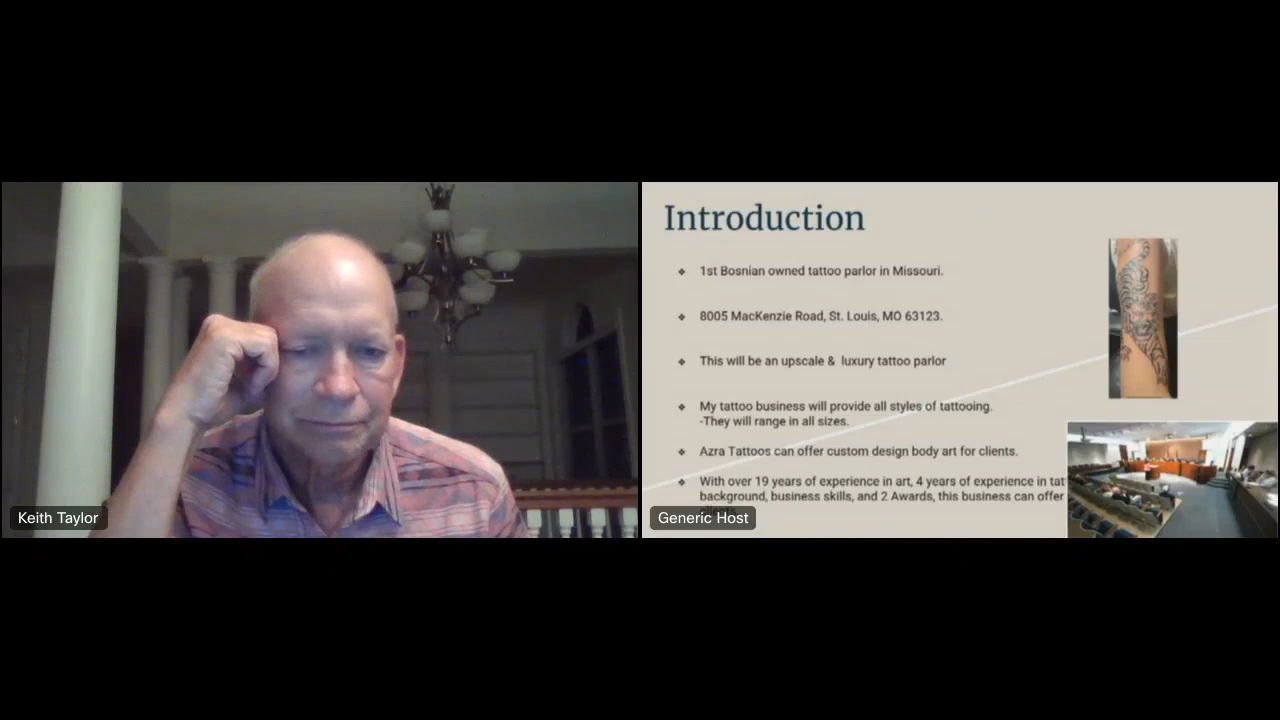 Keith Taylor
Introduction
1st Bosnian owned tattoo parlor in Missouri.
8005 MacKenzie Road, St. Louis, MO 63123.
This will be an upscale & luxury tattoo parlor
My tattoo business will provide all styles of tattooing.
-They will range in all sizes.
Azra Tattoos can offer custom design body art for clients.
With over 19 years of experience in art, 4 years of experience in tat
background, business skills, and 2 Awards, this business can offer
Generic Host